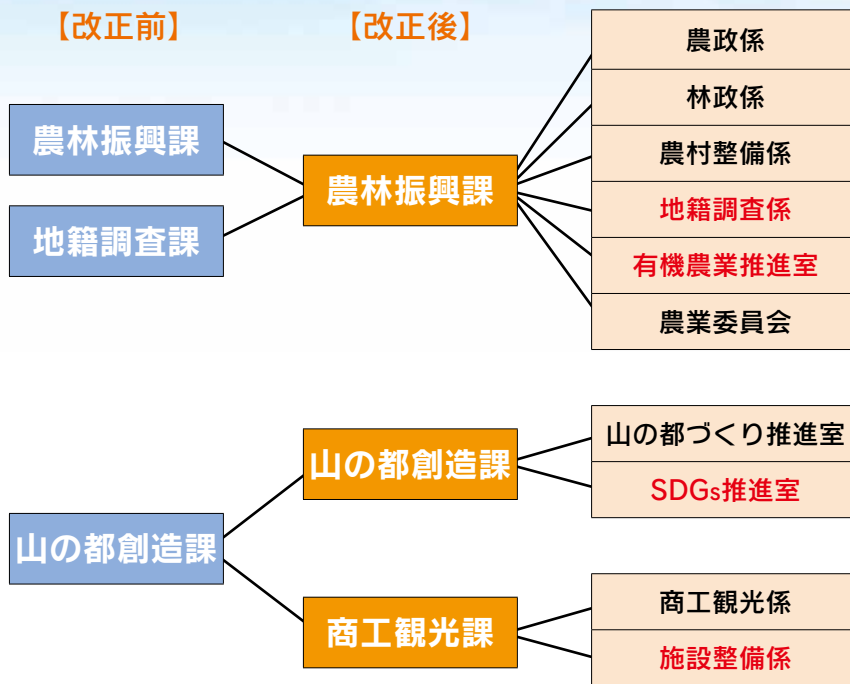 【改正前】
【改正後】
農林振興課
地籍調査課
農林振興課
農政係
林政係
農村整備係
地籍調査係
有機農業推進室
農業委員会
山の都創造課
山の都創造課
山の都づくり推進室
SDGs推進室
商工観光課
商工観光係
施設整備係